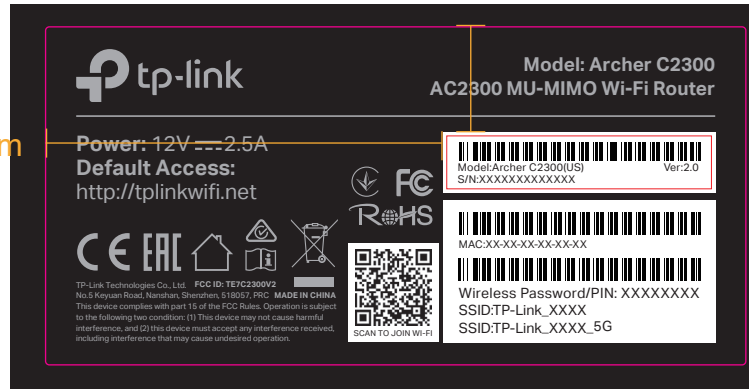 tp-link
Model: Archer C2300
AC2300 MU-MIMO Wi-Fi Router
m
Power: 12V⎓2.5A
Default Access:
http://tplinkwifi.net
FC
RoHS
CE EAC
Model:Archer C2300(US) Ver:2.0
S/N:XXXXXXXXXXXXX
MAC:XX-XX-XX-XX-XX-XX
Wireless Password/PIN: XXXXXXXX
SSID:TP-Link_XXXX
SSID:TP-Link_XXXX_5G
SCAN TO JOIN WI-FI
TP-Link Technologies Co., Ltd. FCC ID: TE7C2300V2
No.5 Keyuan Road, Nanshan, Shenzhen, 518057, PRC MADE IN CHINA
This device complies with part 15 of the FCC Rules. Operation is subject
to the following two condition: (1) This device may not cause harmful
interference, and (2) this device must accept any interference received,
including interference that may cause undesired operation.